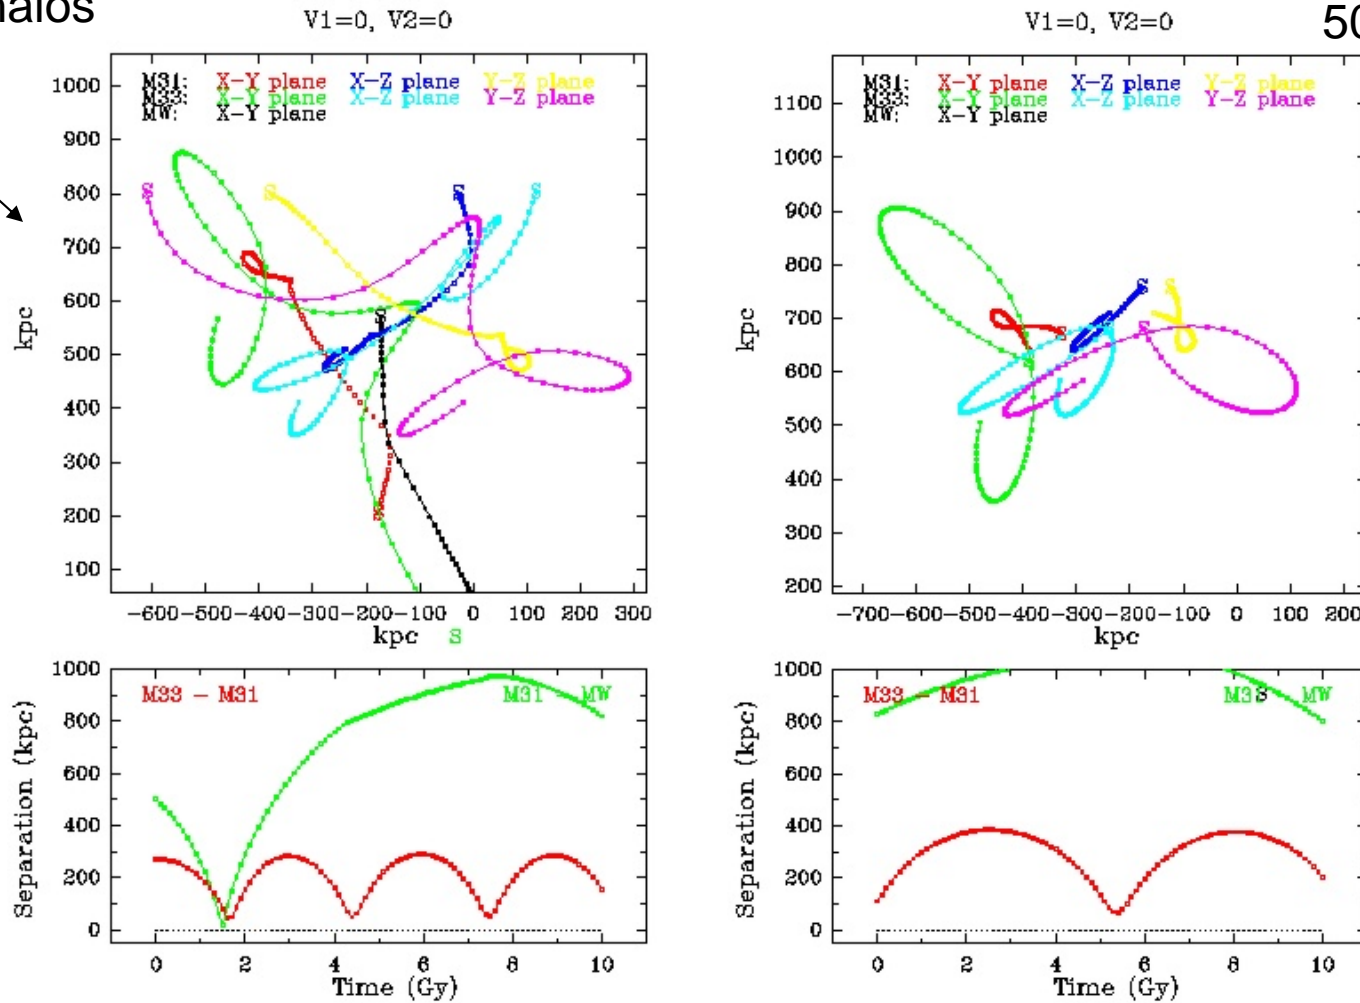 halos
50
V1=0, V2=0
M31: X-Y plane X-Z plane Y-Z plane
M33: X-Y plane X-Z plane Y-Z plane
MW: X-Y plane
1000
900
800
700
600
500
400
300
200
100
kpc
S
S
S
S
S
S
-600-500-400-300-200-100 0 100 200 300
kpc S
1000
800
600
400
200
0
Separation (kpc)
M33 - M31
M31 MW
0 2 4 6 8 10
Time (Gy)
V1=0, V2=0
M31: X-Y plane X-Z plane Y-Z plane
M33: X-Y plane X-Z plane Y-Z plane
MW: X-Y plane
1100
1000
900
800
700
600
500
400
300
200
kpc
S
S
S
-700-600-500-400-300-200-100 0 100 200
kpc
1000
800
600
400
200
0
Separation (kpc)
M33 - M31
MW
S
0 2 4 6 8 10
Time (Gy)